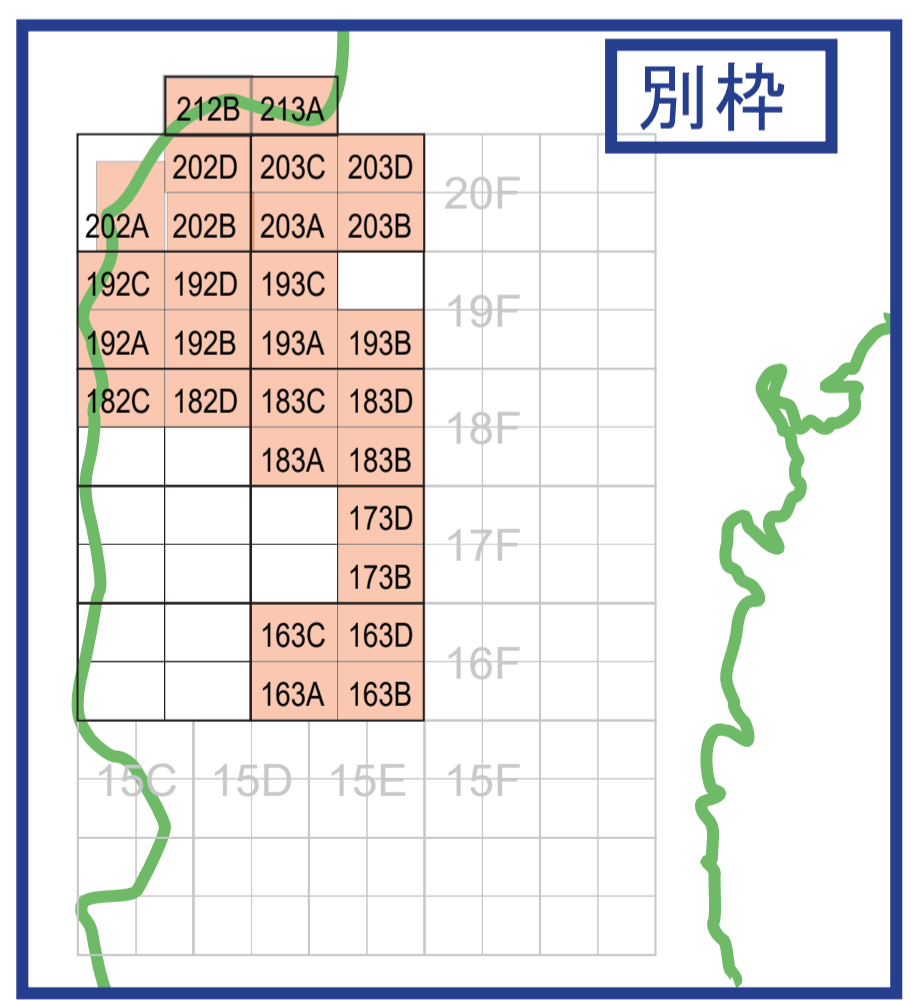 別枠
212B 213A
202D 203C 203D
20F
202A 202B 203A 203B
192C 192D 193C
19F
192A 192B 193A 193B
182C 182D 183C 183D
18F
183A 183B
173D
17F
173B
163C 163D
16F
163A 163B
15C 15D 15E 15F